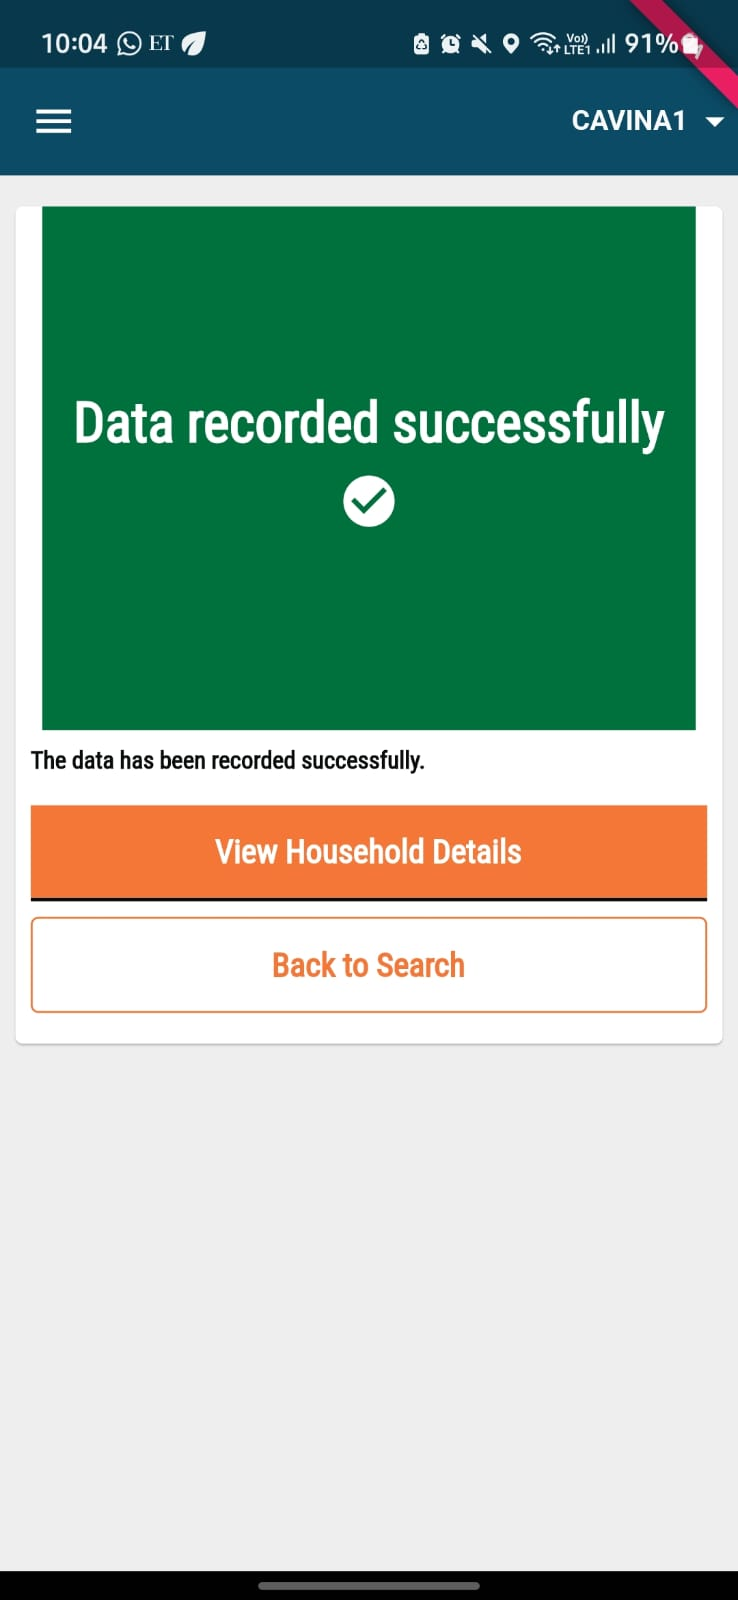 10:04 ET Vo)) LTE1 91%
CAVINA1
Data recorded successfully
The data has been recorded successfully.
View Household Details
Back to Search